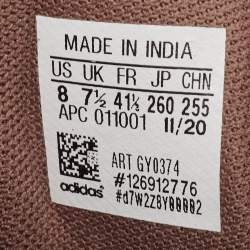 MADE IN INDIA
US UK FR JP CHN
8 7½ 41⅓ 260 255
APC 011001 11/20
ART GY0374
#126912776
adidas #d7W2Z8Y00002